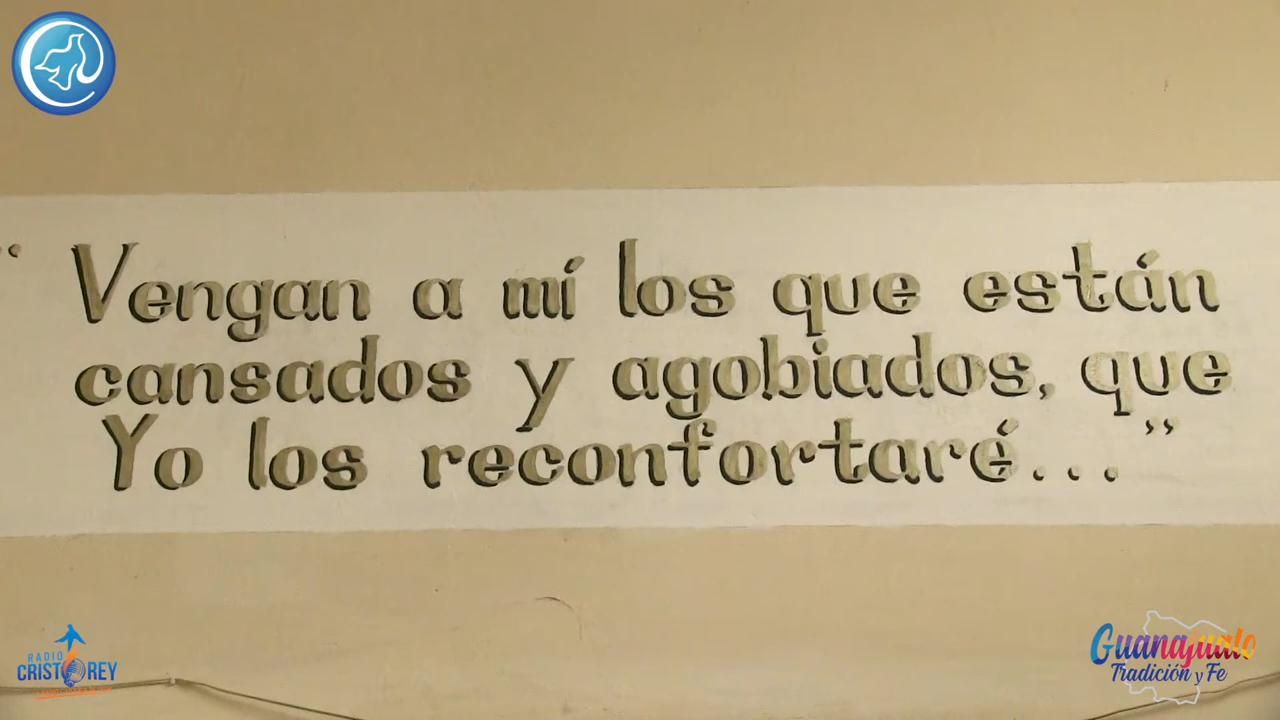 “ Vengan a mí los que están
cansados y agobiados, que
Yo los reconfortaré... ”
RADIO
CRISTO REY
Guanajuato
Tradición y Fe